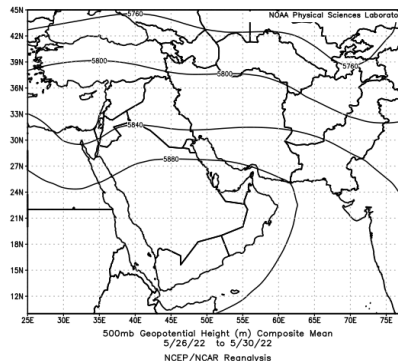 45N
NOAA Physical Sciences Laborato
42N
39N
36N
33N
30N
27N
24N
21N
18N
15N
12N
5760
5760
5800
5800
5840
5880
25E 30E 35E 40E 45E 50E 55E 60E 65E 70E 75E
500mb Geopotential Height (m) Composite Mean
5/26/22 to 5/30/22
NCEP/NCAR Reanalysis